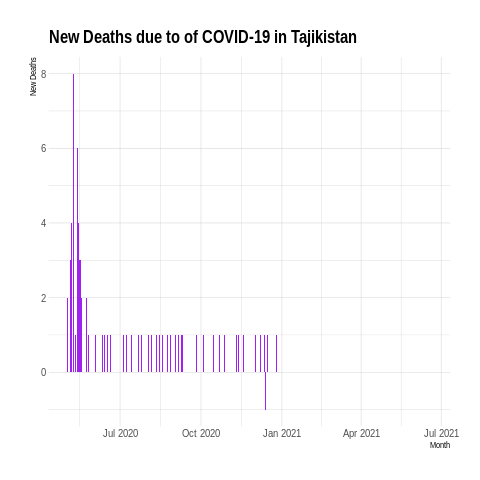 New Deaths due to of COVID-19 in Tajikistan
New Deaths
8
6
4
2
0
Jul 2020 Oct 2020 Jan 2021 Apr 2021 Jul 2021
Month